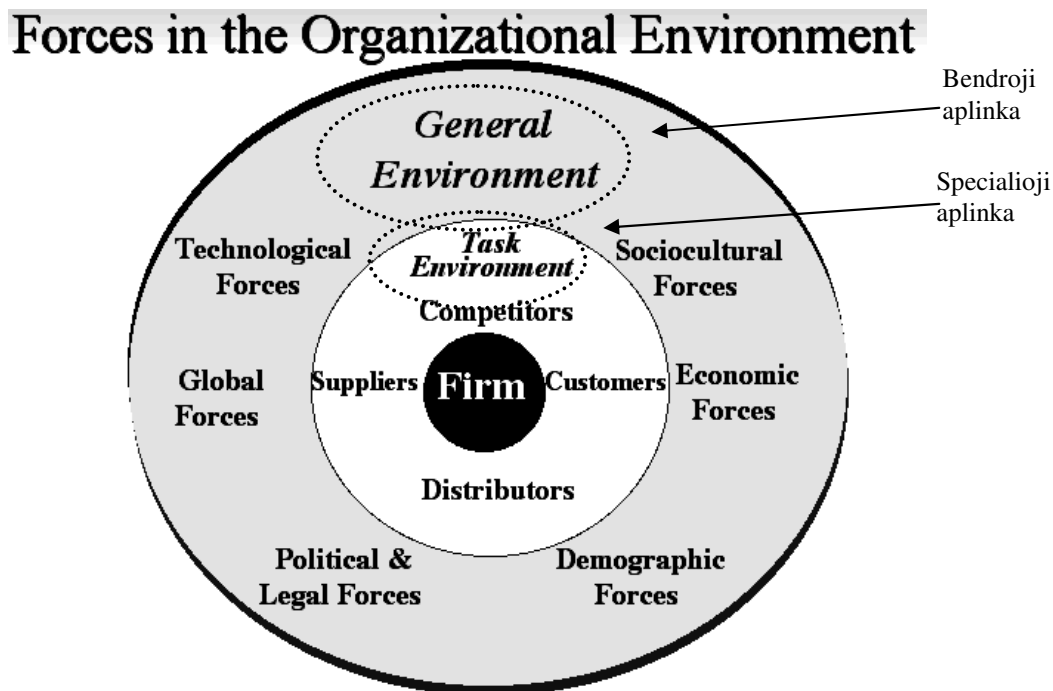 Forces in the Organizational Environment
Bendroji
aplinka
General
Environment
Specialioji
aplinka
Task
Environment
Technological
Forces
Sociocultural
Forces
Competitors
Global
Forces
Suppliers
Firm
Customers
Economic
Forces
Distributors
Political &
Legal Forces
Demographic
Forces